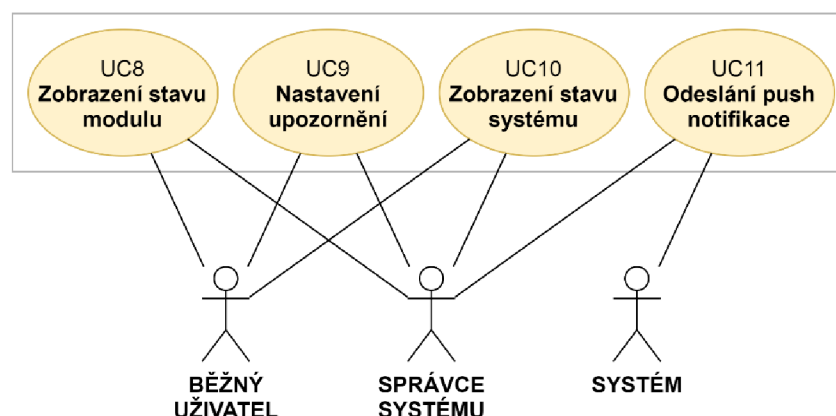 UC8
Zobrazení stavu
modulu
UC9
Nastavení
upozornění
UC10
Zobrazení stavu
systému
UC11
Odeslání push
notifikace
BĚŽNÝ
UŽIVATEL
SPRÁVCE
SYSTÉMU
SYSTÉM